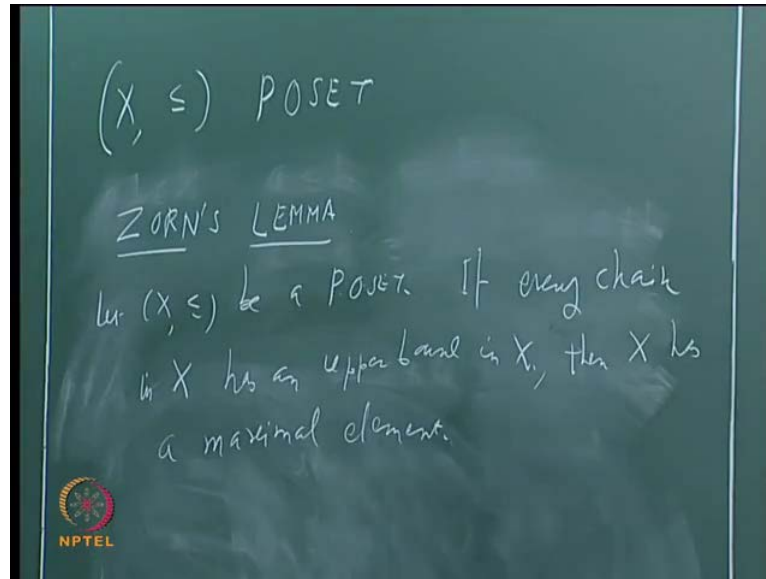 (X, ≤) POSET
ZORN'S LEMMA
Let (X, ≤) be a POSET. If every chain
in X has an upper bound in X, then X has
a maximal element.
NPTEL